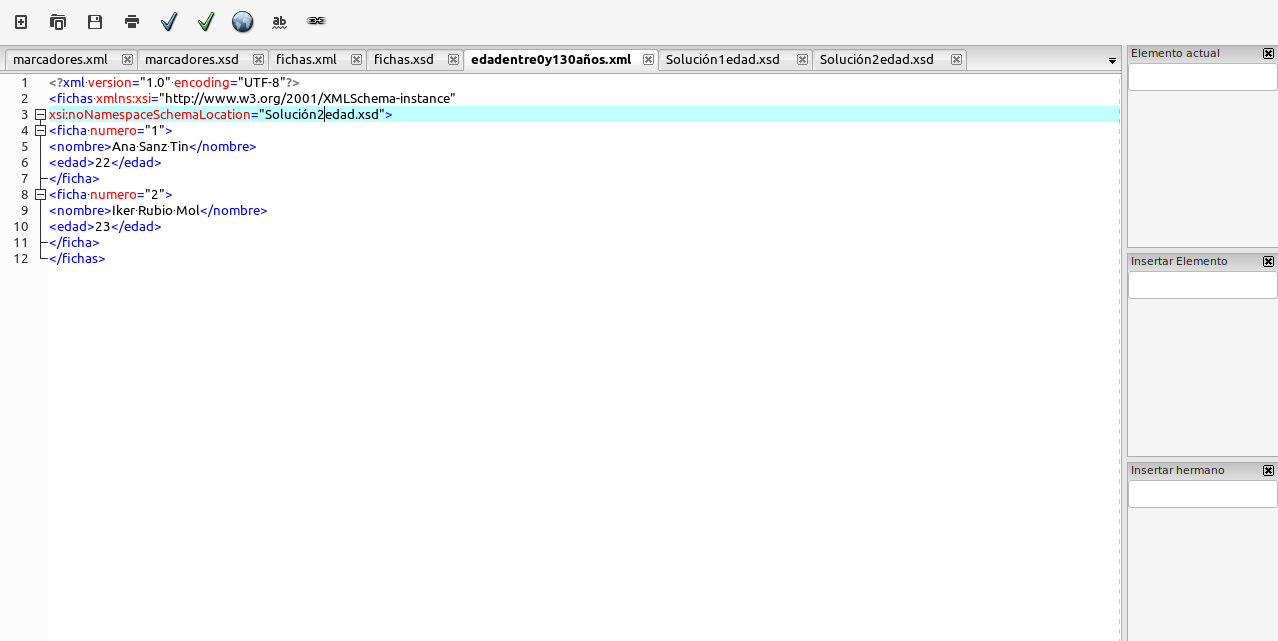 ab
marcadores.xml marcadores.xsd fichas.xml fichas.xsd edadentre0y130años.xml Solución1edad.xsd Solución2edad.xsd
Elemento actual
1 <?xml·version="1.0"·encoding="UTF-8"?>
2 <fichas·xmlns:xsi="http://www.w3.org/2001/XMLSchema-instance"
3 xsi:noNamespaceSchemaLocation="Solución2edad.xsd">
4 <ficha·numero="1">
5 <nombre>Ana·Sanz·Tin</nombre>
6 <edad>22</edad>
7 </ficha>
8 <ficha·numero="2">
9 <nombre>Iker·Rubio·Mol</nombre>
10 <edad>23</edad>
11 </ficha>
12 </fichas>
Insertar Elemento
Insertar hermano